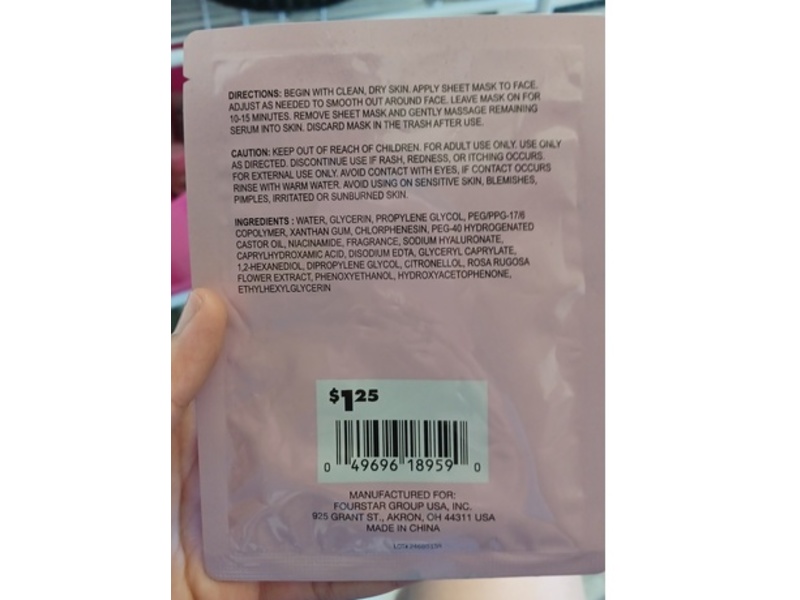 DIRECTIONS: BEGIN WITH CLEAN, DRY SKIN. APPLY SHEET MASK TO FACE.
ADJUST AS NEEDED TO SMOOTH OUT AROUND FACE. LEAVE MASK ON FOR
10-15 MINUTES. REMOVE SHEET MASK AND GENTLY MASSAGE REMAINING
SERUM INTO SKIN. DISCARD MASK IN THE TRASH AFTER USE.
CAUTION: KEEP OUT OF REACH OF CHILDREN. FOR ADULT USE ONLY. USE ONLY
AS DIRECTED. DISCONTINUE USE IF RASH, REDNESS, OR ITCHING OCCURS.
FOR EXTERNAL USE ONLY. AVOID CONTACT WITH EYES, IF CONTACT OCCURS
RINSE WITH WARM WATER. AVOID USING ON SENSITIVE SKIN, BLEMISHES,
PIMPLES, IRRITATED OR SUNBURNED SKIN.
INGREDIENTS : WATER, GLYCERIN, PROPYLENE GLYCOL, PEG/PPG-17/6
COPOLYMER, XANTHAN GUM, CHLORPHENESIN, PEG-40 HYDROGENATED
CASTOR OIL, NIACINAMIDE, FRAGRANCE, SODIUM HYALURONATE,
CAPRYLHYDROXAMIC ACID, DISODIUM EDTA, GLYCERYL CAPRYLATE,
1,2-HEXANEDIOL, DIPROPYLENE GLYCOL, CITRONELLOL, ROSA RUGOSA
FLOWER EXTRACT, PHENOXYETHANOL, HYDROXYACETOPHENONE,
ETHYLHEXYLGLYCERIN
$1.25
0 49696 18959 0
MANUFACTURED FOR:
FOURSTAR GROUP USA, INC.
925 GRANT ST., AKRON, OH 44311 USA
MADE IN CHINA